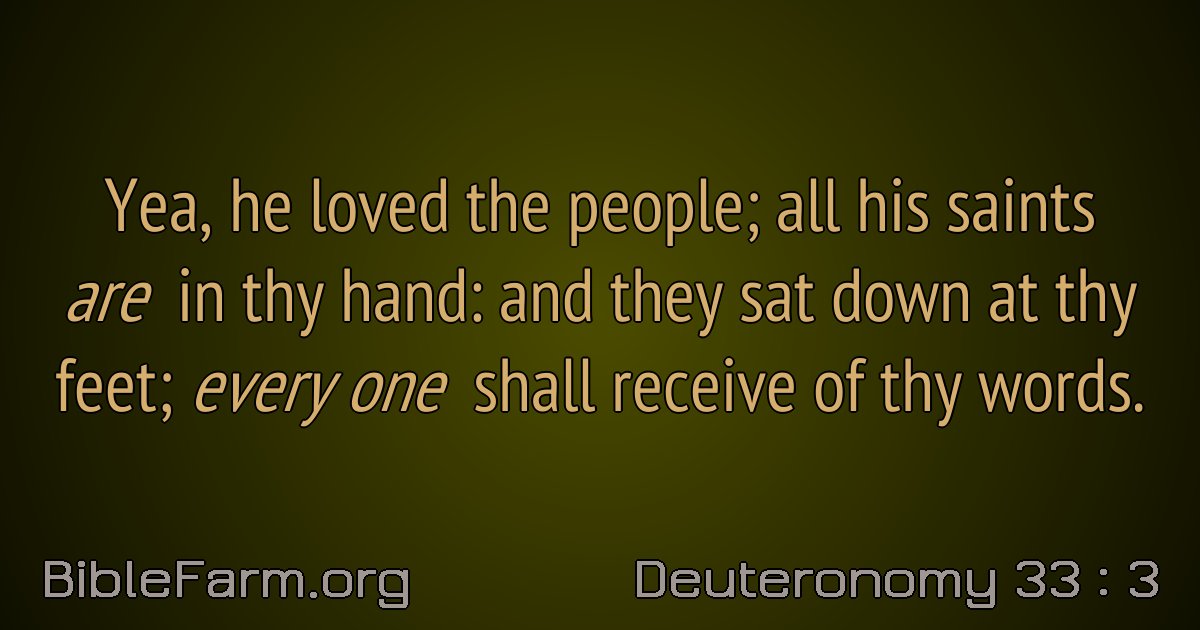 Yea, he loved the people; all his saints
are in thy hand: and they sat down at thy
feet; every one shall receive of thy words.
BibleFarm.org
Deuteronomy 33 : 3